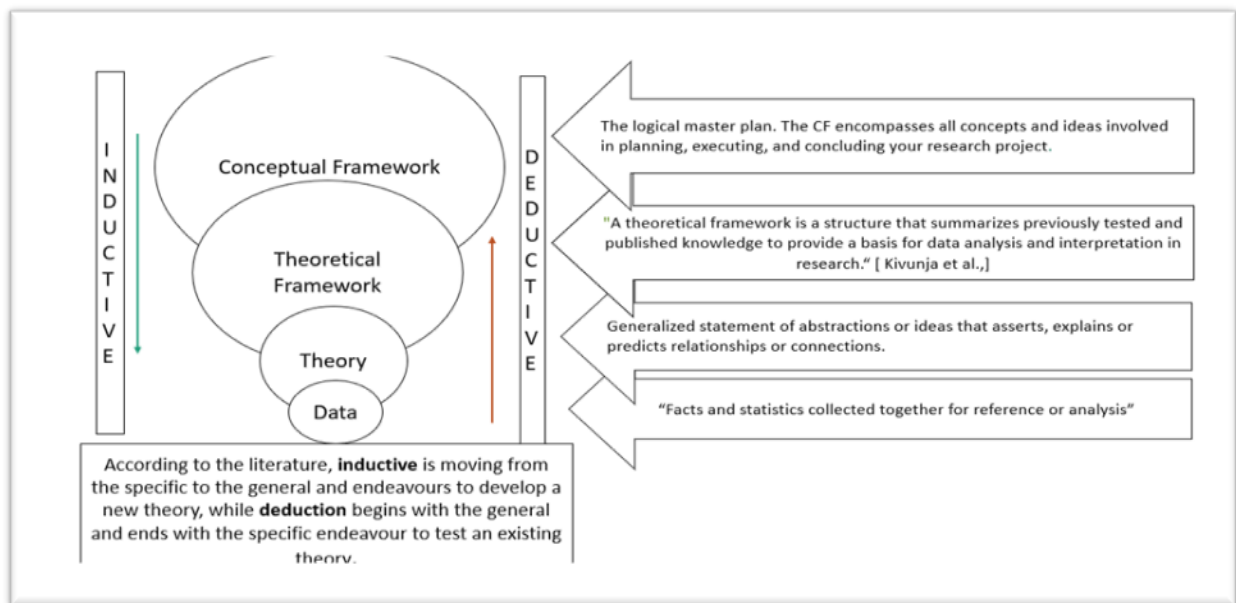 INDUCTIVE
Conceptual Framework
Theoretical
Framework
Theory
Data
DEDUCTIVE
The logical master plan. The CF encompasses all concepts and ideas involved
in planning, executing, and concluding your research project.
"A theoretical framework is a structure that summarizes previously tested and
published knowledge to provide a basis for data analysis and interpretation in
research.“ [ Kivunja et al.,]
Generalized statement of abstractions or ideas that asserts, explains or
predicts relationships or connections.
“Facts and statistics collected together for reference or analysis”
According to the literature, inductive is moving from
the specific to the general and endeavours to develop a
new theory, while deduction begins with the general
and ends with the specific endeavour to test an existing
theory.